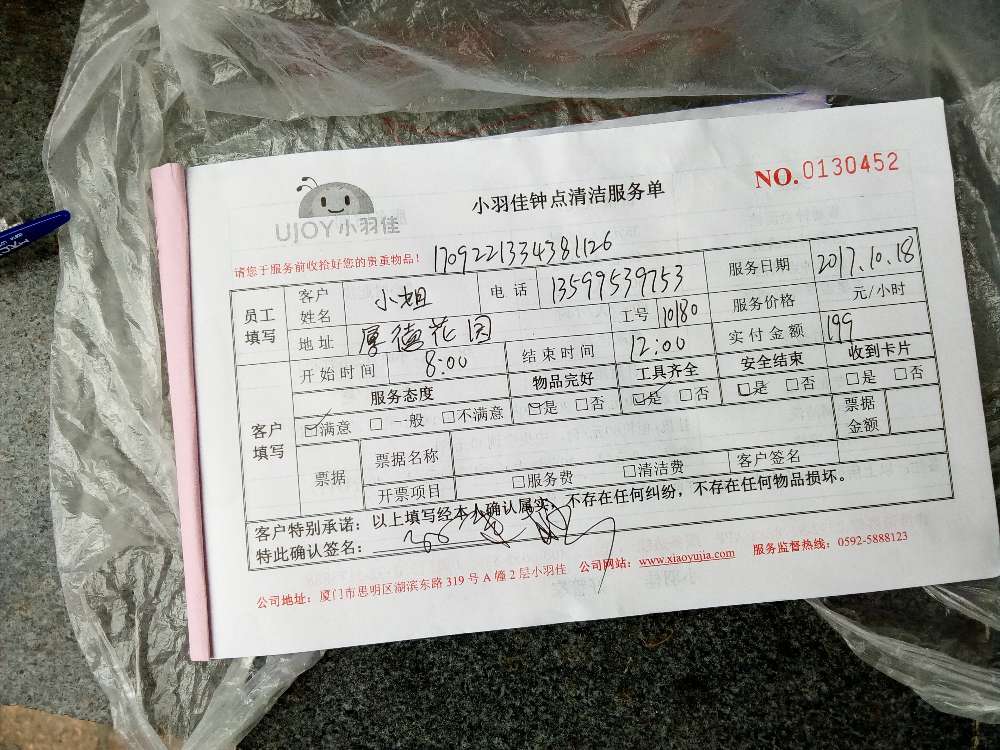 UJOY小羽佳
小羽佳钟点清洁服务单
NO.0130452
请您于服务前收拾好您的贵重物品！
1709221334381126
员工填写
客户姓名 小姐 电话 13599539753 服务日期 2017.10.18
地址 厚德花园 工号 10180 服务价格 元/小时
开始时间 8:00 结束时间 12:00 实付金额 199
客户填写
服务态度 物品完好 工具齐全 安全结束 收到卡片
☑满意 □一般 □不满意 ☑是 □否 ☑是 □否 ☑是 □否 □是 □否
票据 票据名称 票据金额
开票项目 □服务费 □清洁费 客户签名
客户特别承诺：以上填写经本人确认属实，不存在任何纠纷，不存在任何物品损坏。
特此确认签名：
公司地址：厦门市思明区湖滨东路319号A幢2层小羽佳 公司网站：www.xiaoyujia.com 服务监督热线：0592-5888123